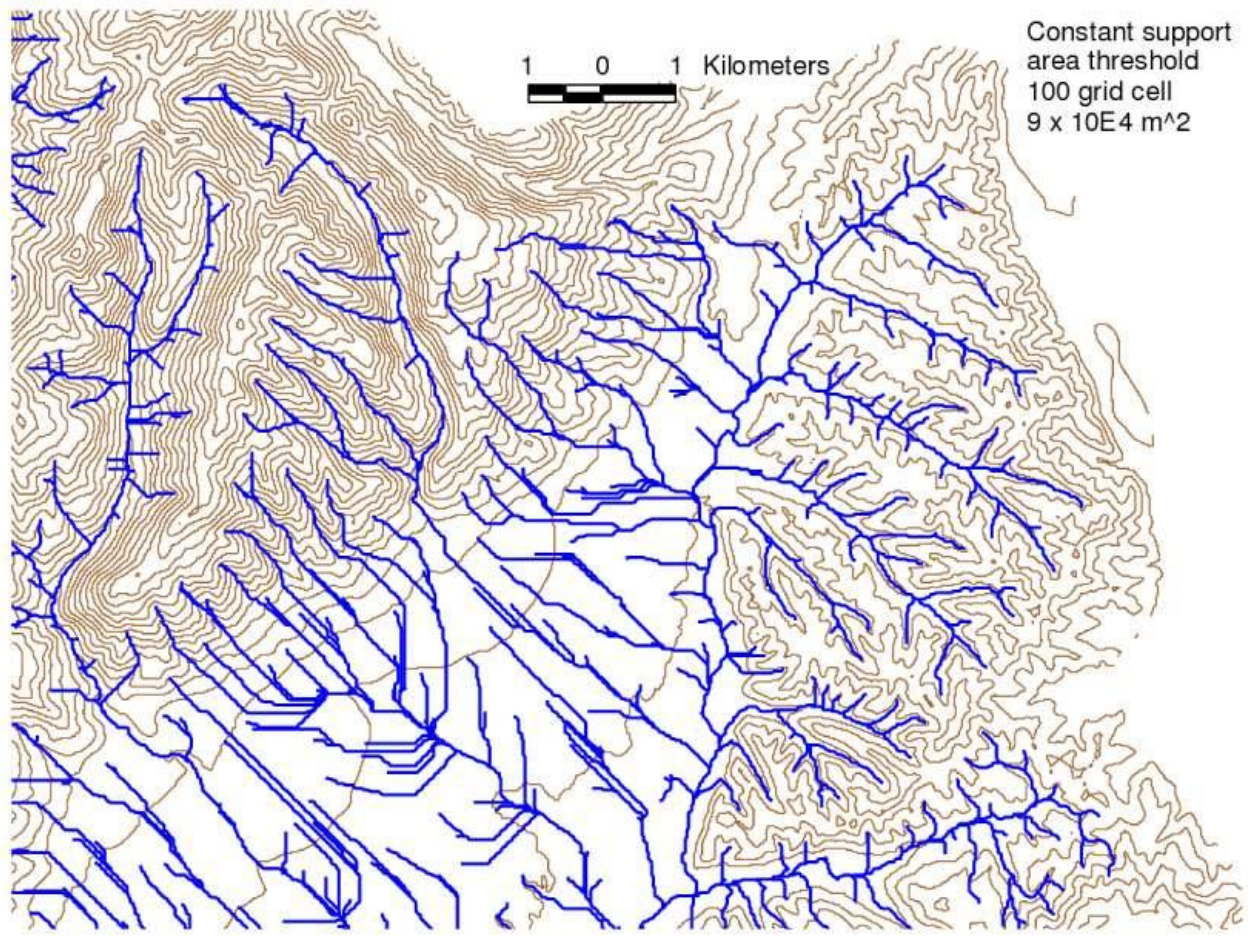 1 0 1 Kilometers
Constant support
area threshold
100 grid cell
9 x 10E4 m^2